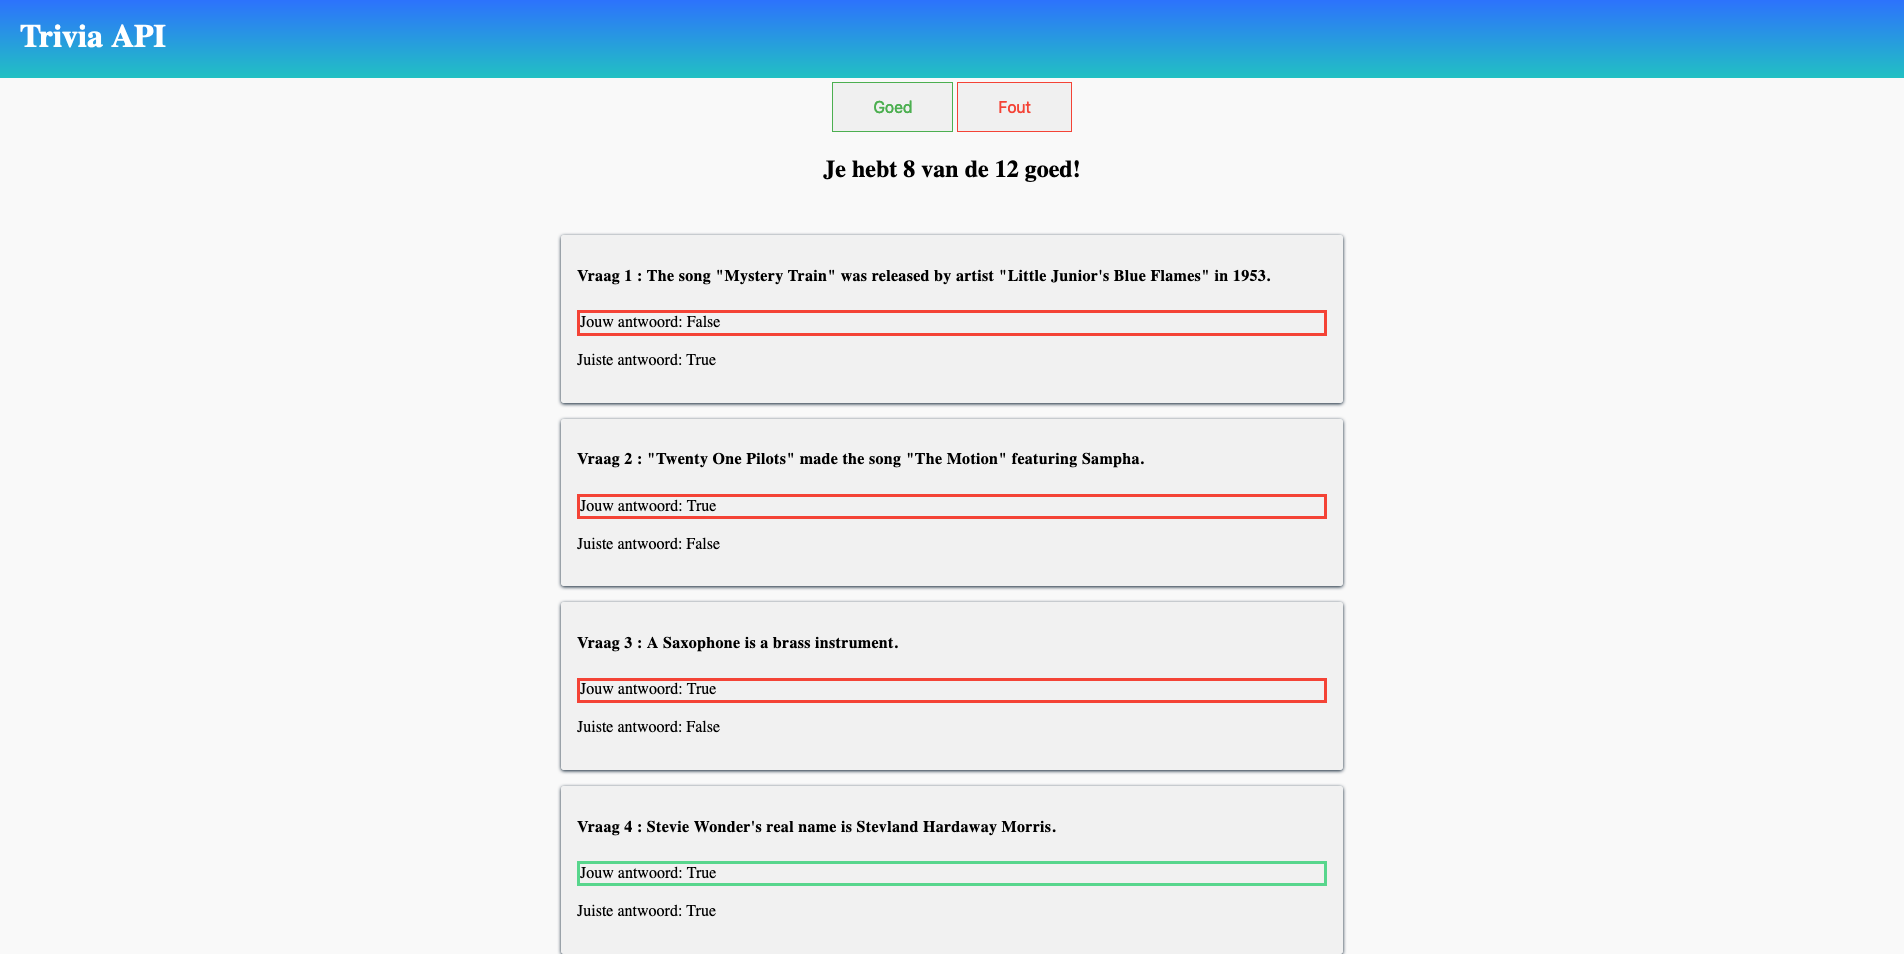 Trivia API
Goed Fout
Je hebt 8 van de 12 goed!
Vraag 1 : The song "Mystery Train" was released by artist "Little Junior's Blue Flames" in 1953.
Jouw antwoord: False
Juiste antwoord: True
Vraag 2 : "Twenty One Pilots" made the song "The Motion" featuring Sampha.
Jouw antwoord: True
Juiste antwoord: False
Vraag 3 : A Saxophone is a brass instrument.
Jouw antwoord: True
Juiste antwoord: False
Vraag 4 : Stevie Wonder's real name is Stevland Hardaway Morris.
Jouw antwoord: True
Juiste antwoord: True